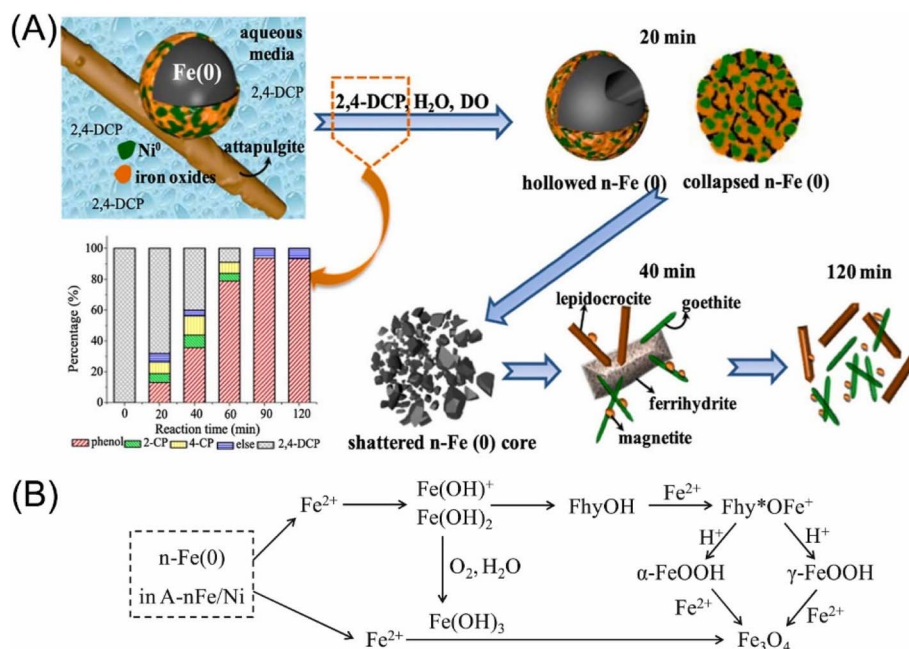 (A)
aqueous
media
Fe(0)
2,4-DCP
2,4-DCP
Ni⁰
attapulgite
iron oxides
2,4-DCP
2,4-DCP, H₂O, DO
20 min
hollowed n-Fe (0)
collapsed n-Fe (0)
Percentage (%)
100
80
60
40
20
0
0 20 40 60 90 120
Reaction time (min)
phenol 2-CP 4-CP else 2,4-DCP
shattered n-Fe (0) core
40 min
lepidocrocite
goethite
ferrihydrite
magnetite
120 min
(B)
n-Fe(0)
in A-nFe/Ni
Fe²⁺
Fe(OH)⁺
Fe(OH)₂
FhyOH
Fe²⁺
Fhy*OFe⁺
O₂, H₂O
H⁺
H⁺
α-FeOOH
γ-FeOOH
Fe(OH)₃
Fe²⁺
Fe²⁺
Fe²⁺
Fe₃O₄